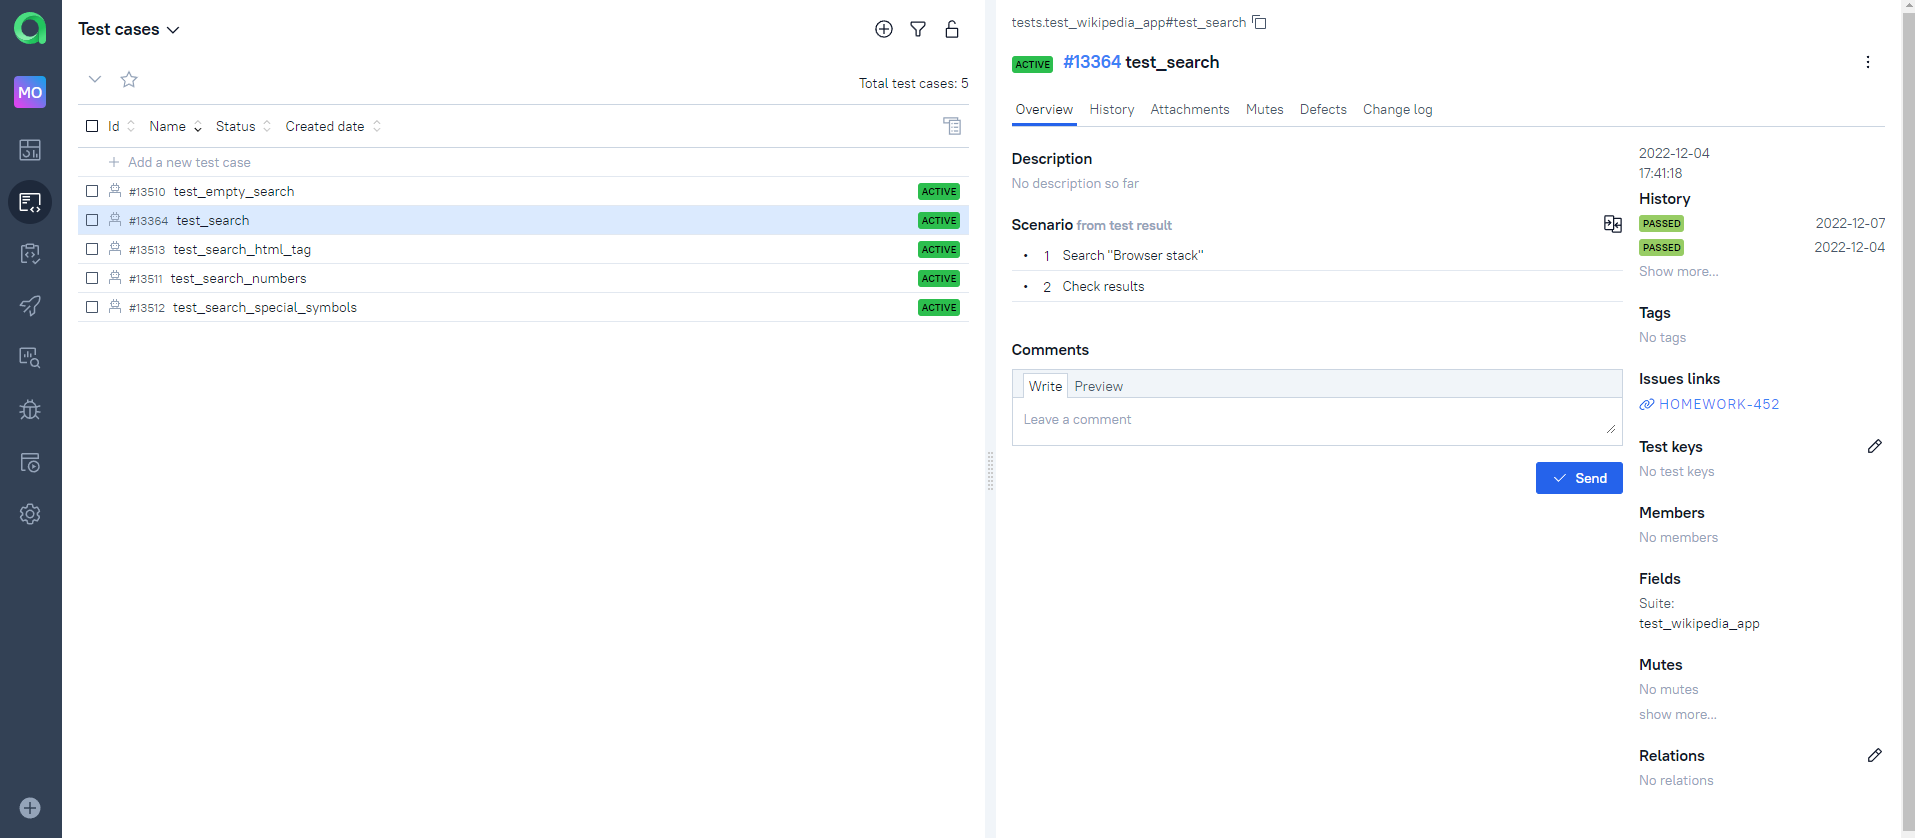 MO
Test cases
Total test cases: 5
Id Name Status Created date
Add a new test case
#13510 test_empty_search ACTIVE
#13364 test_search ACTIVE
#13513 test_search_html_tag ACTIVE
#13511 test_search_numbers ACTIVE
#13512 test_search_special_symbols ACTIVE
tests.test_wikipedia_app#test_search
ACTIVE #13364 test_search
Overview History Attachments Mutes Defects Change log
Description
No description so far
Scenario from test result
• 1 Search "Browser stack"
• 2 Check results
Comments
Write Preview
Leave a comment
Send
2022-12-04
17:41:18
History
PASSED 2022-12-07
PASSED 2022-12-04
Show more...
Tags
No tags
Issues links
HOMEWORK-452
Test keys
No test keys
Members
No members
Fields
Suite:
test_wikipedia_app
Mutes
No mutes
show more...
Relations
No relations